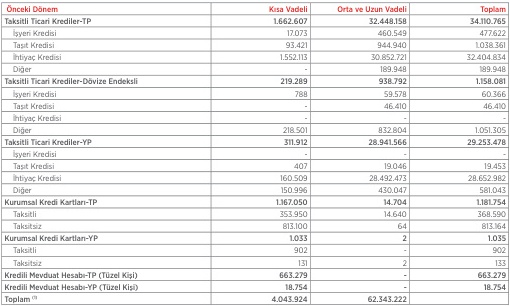 Önceki Dönem Kısa Vadeli Orta ve Uzun Vadeli Toplam
Taksitli Ticari Krediler-TP 1.662.607 32.448.158 34.110.765
İşyeri Kredisi 17.073 460.549 477.622
Taşıt Kredisi 93.421 944.940 1.038.361
İhtiyaç Kredisi 1.552.113 30.852.721 32.404.834
Diğer - 189.948 189.948
Taksitli Ticari Krediler-Dövize Endeksli 219.289 938.792 1.158.081
İşyeri Kredisi 788 59.578 60.366
Taşıt Kredisi - 46.410 46.410
İhtiyaç Kredisi - - -
Diğer 218.501 832.804 1.051.305
Taksitli Ticari Krediler-YP 311.912 28.941.566 29.253.478
İşyeri Kredisi - - -
Taşıt Kredisi 407 19.046 19.453
İhtiyaç Kredisi 160.509 28.492.473 28.652.982
Diğer 150.996 430.047 581.043
Kurumsal Kredi Kartları-TP 1.167.050 14.704 1.181.754
Taksitli 353.950 14.640 368.590
Taksitsiz 813.100 64 813.164
Kurumsal Kredi Kartları-YP 1.033 2 1.035
Taksitli 902 - 902
Taksitsiz 131 2 133
Kredili Mevduat Hesabı-TP (Tüzel Kişi) 663.279 - 663.279
Kredili Mevduat Hesabı-YP (Tüzel Kişi) 18.754 - 18.754
Toplam (1) 4.043.924 62.343.222